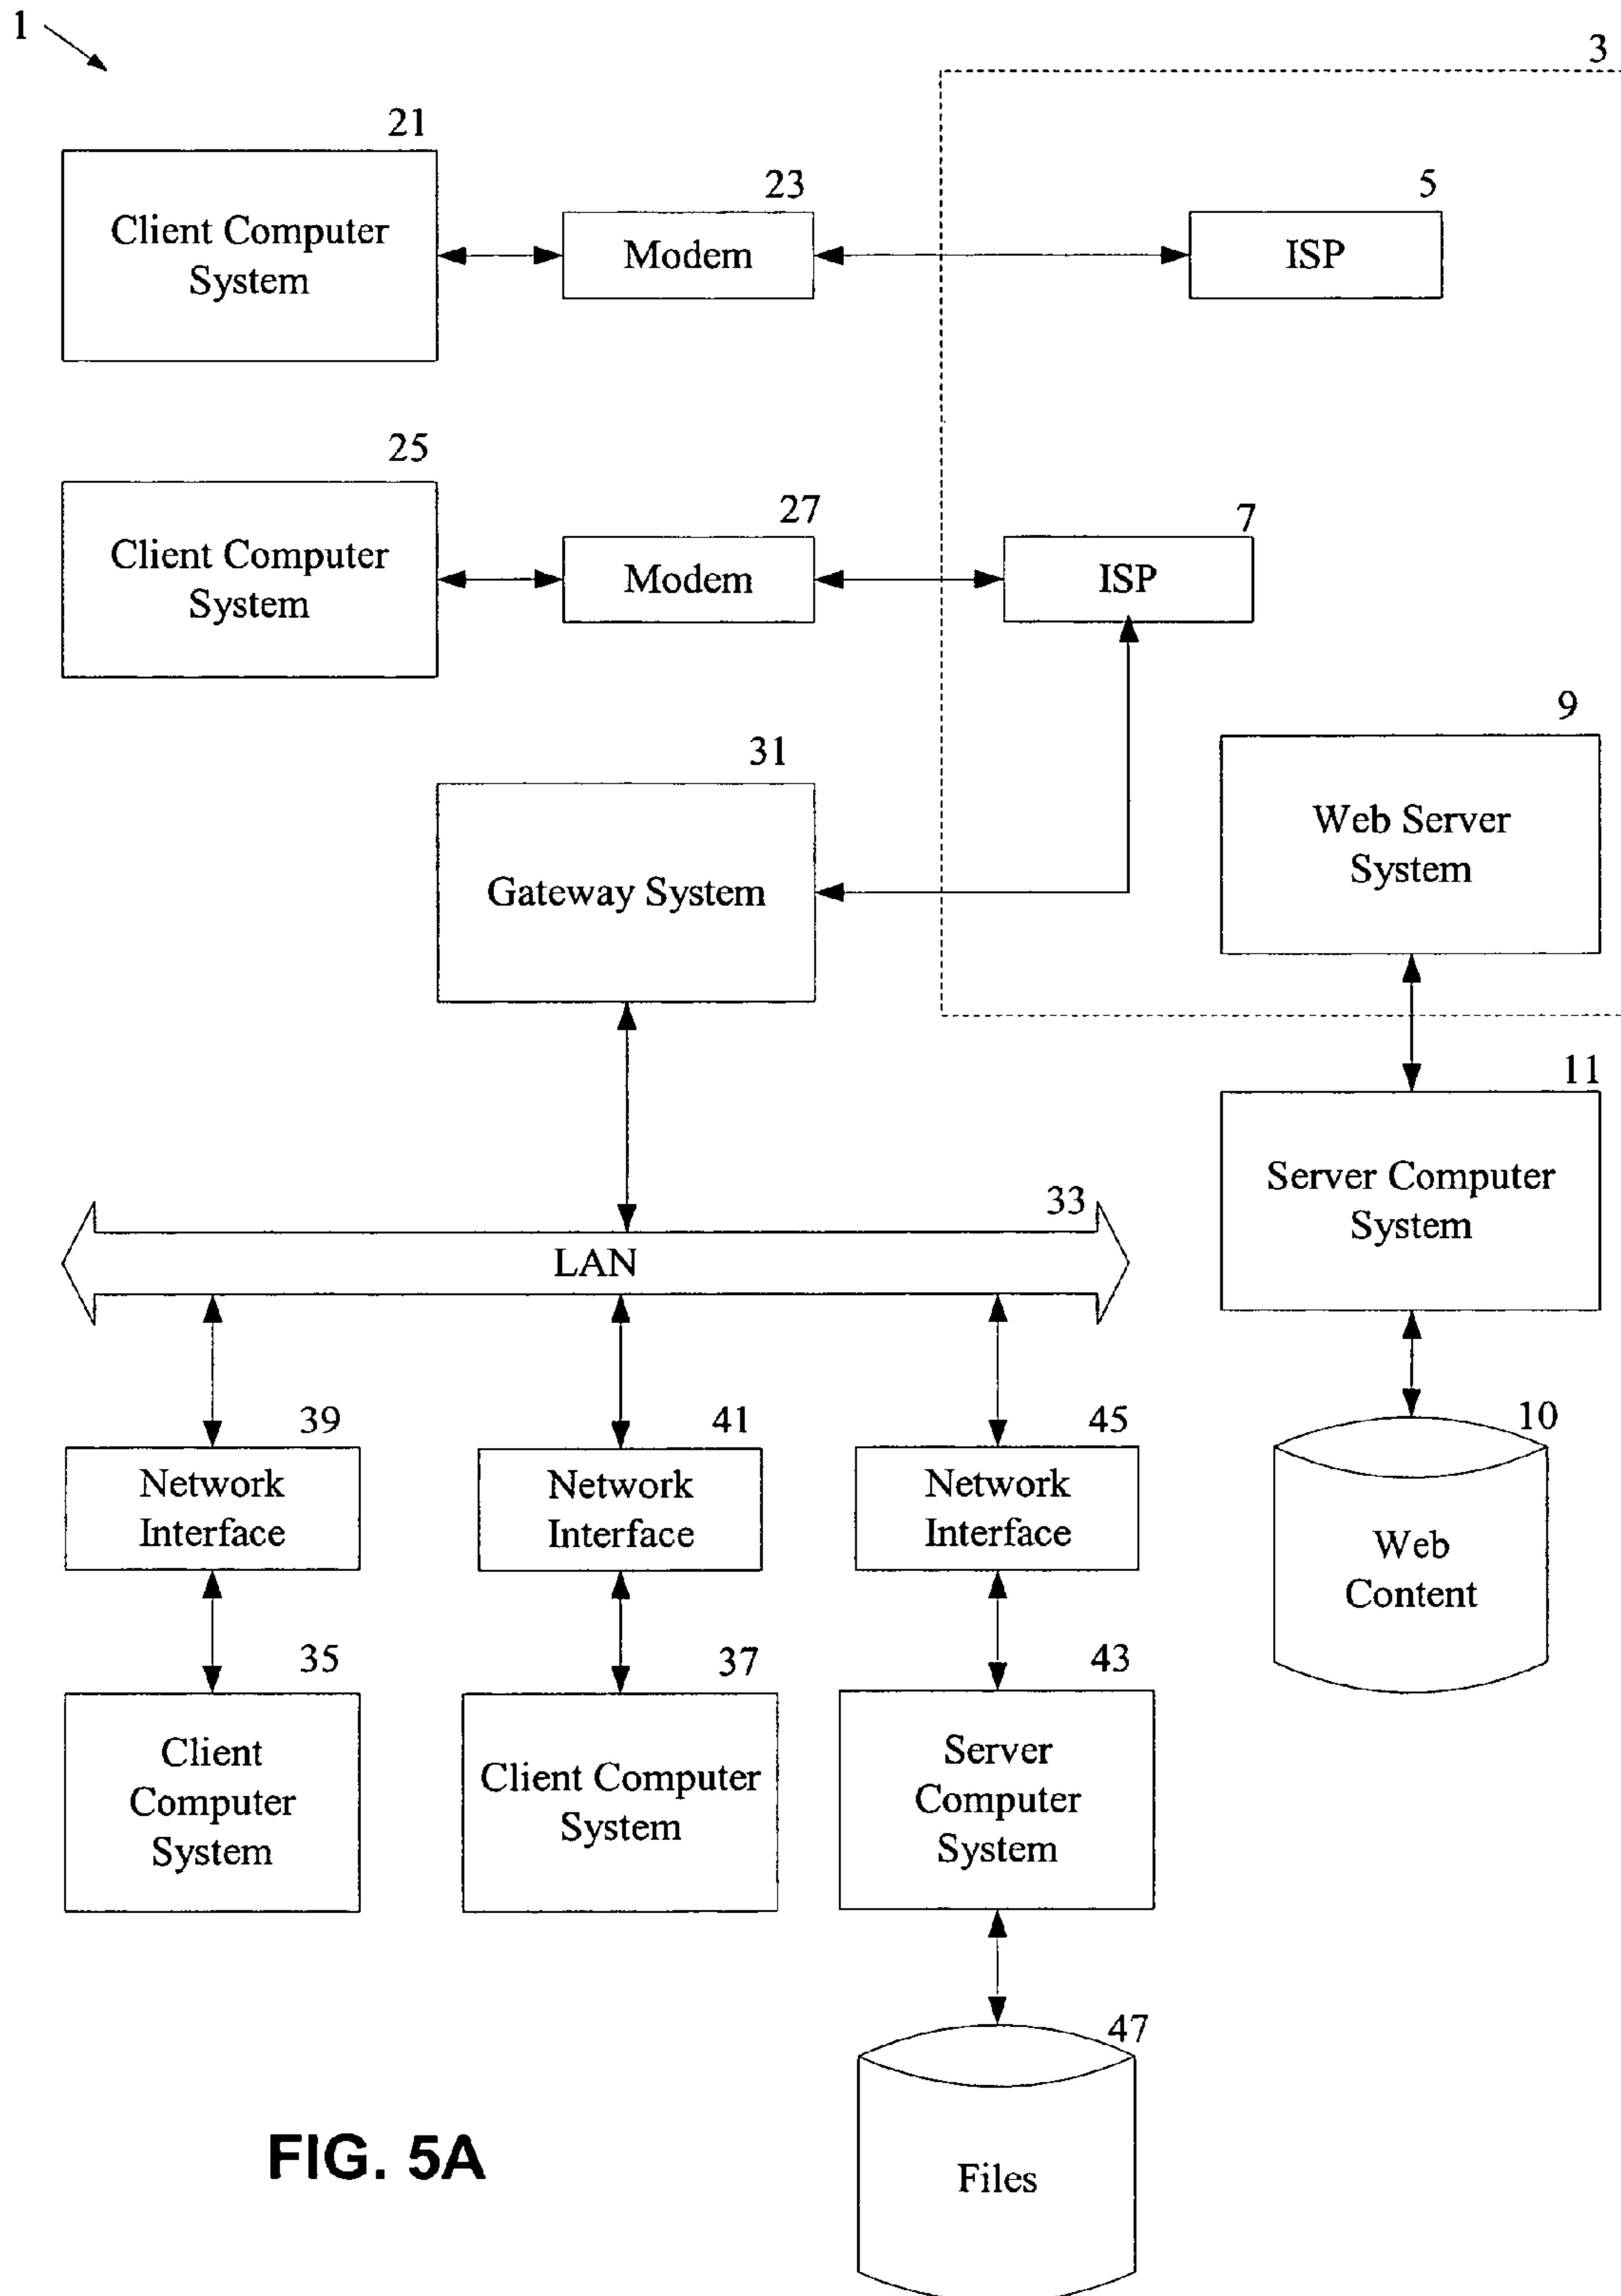 1
3
21
Client Computer
System
23
Modem
5
ISP
25
Client Computer
System
27
Modem
7
ISP
31
Gateway System
9
Web Server
System
11
Server Computer
System
33
LAN
10
Web
Content
39
Network
Interface
41
Network
Interface
45
Network
Interface
35
Client
Computer
System
37
Client Computer
System
43
Server
Computer
System
47
Files
FIG. 5A